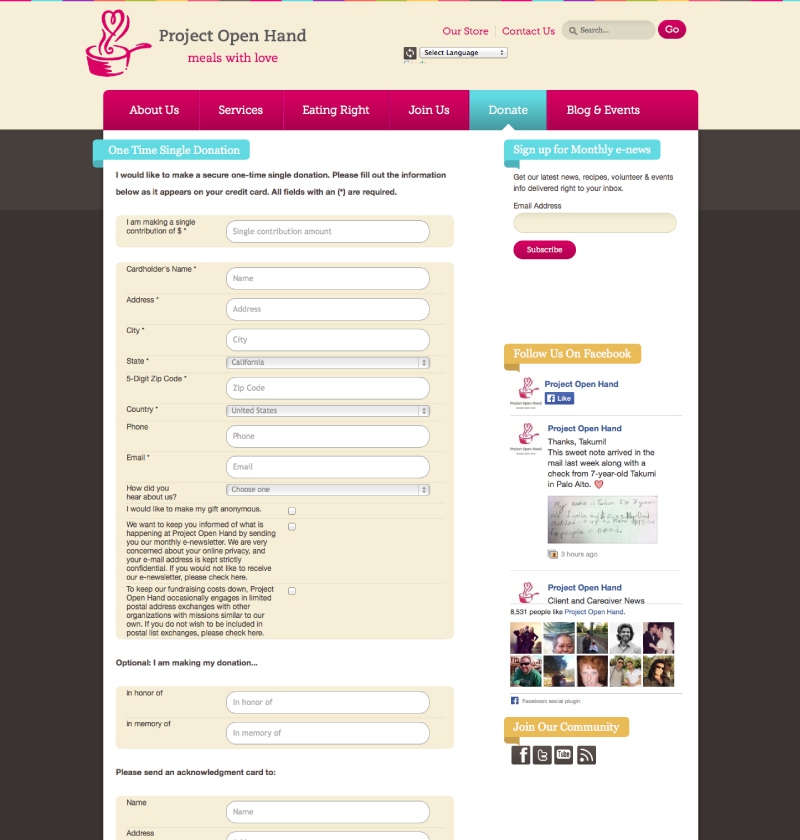 Project Open Hand
meals with love
Our Store
Contact Us
Search...
Go
Select Language
About Us
Services
Eating Right
Join Us
Donate
Blog & Events
One Time Single Donation
I would like to make a secure one-time single donation. Please fill out the information
below as it appears on your credit card. All fields with an (*) are required.
I am making a single
contribution of $ *
Single contribution amount
Cardholder's Name *
Name
Address *
Address
City *
City
State *
California
5-Digit Zip Code *
Zip Code
Country *
United States
Phone
Phone
Email *
Email
How did you
hear about us?
Choose one
I would like to make my gift anonymous.
We want to keep you informed of what is
happening at Project Open Hand by sending
you our monthly e-newsletter. We are very
concerned about your online privacy, and
your e-mail address is kept strictly
confidential. If you would not like to receive
our e-newsletter, please check here.
To keep our fundraising costs down, Project
Open Hand occasionally engages in limited
postal address exchanges with other
organizations with missions similar to our
own. If you do not wish to be included in
postal list exchanges, please check here.
Optional: I am making my donation...
in honor of
In honor of
in memory of
In memory of
Please send an acknowledgment card to:
Name
Name
Address
Sign up for Monthly e-news
Get our latest news, recipes, volunteer & events
info delivered right to your inbox.
Email Address
Subscribe
Follow Us On Facebook
Project Open Hand
Project Open Hand
Like
Project Open Hand
Project Open Hand
Thanks, Takumi!
This sweet note arrived in the
mail last week along with a
check from 7-year-old Takumi
in Palo Alto.
3 hours ago
Project Open Hand
Client and Caregiver News
8,531 people like Project Open Hand.
Facebook social plugin
Join Our Community
f
t
You Tube